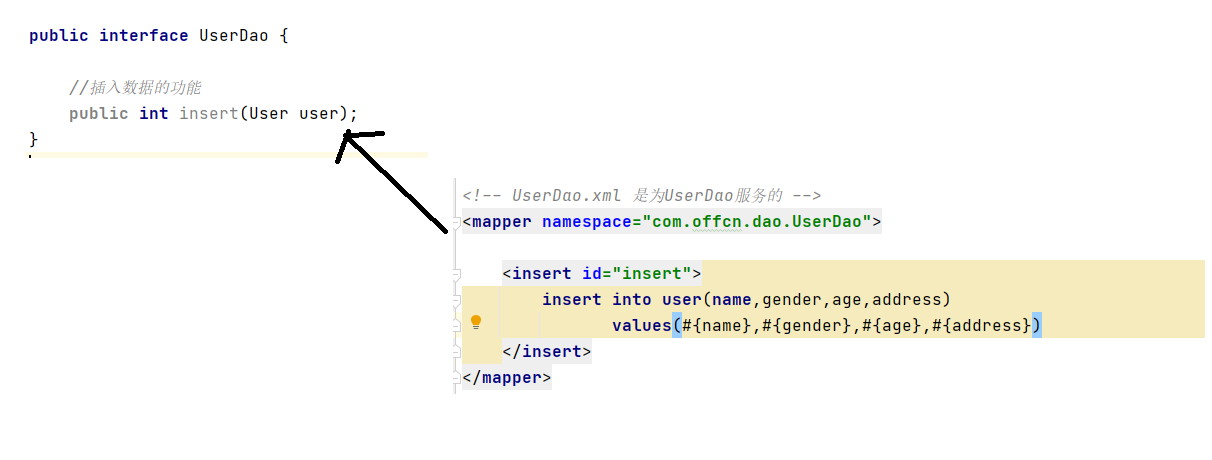 public interface UserDao {
//插入数据的功能
public int insert(User user);
}
<!-- UserDao.xml 是为UserDao服务的 -->
<mapper namespace="com.offcn.dao.UserDao">
<insert id="insert">
insert into user(name,gender,age,address)
values(#{name},#{gender},#{age},#{address})
</insert>
</mapper>